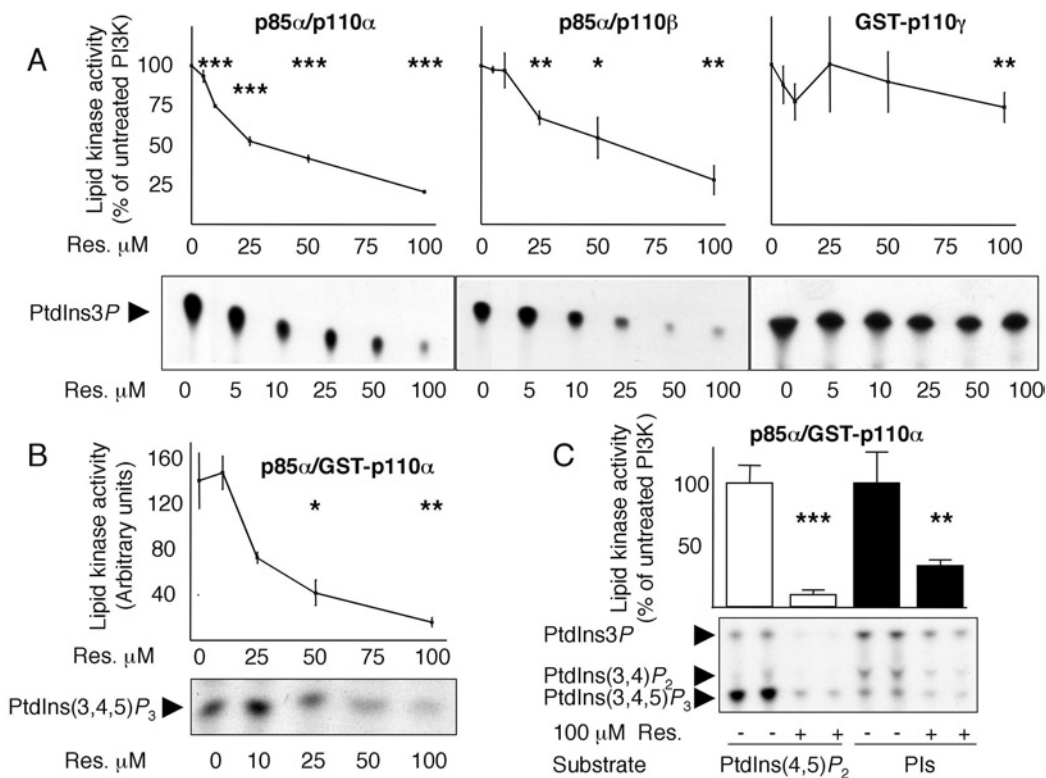 A
p85α/p110α
p85α/p110β
GST-p110γ
Lipid kinase activity
(% of untreated PI3K)
100
75
50
25
***
***
***
***
**
*
**
**
Res. μM 0 25 50 75 100
0 25 50 75 100
0 25 50 75 100
PtdIns3P
Res. μM 0 5 10 25 50 100
0 5 10 25 50 100
0 5 10 25 50 100
B
p85α/GST-p110α
Lipid kinase activity
(Arbitrary units)
160
120
80
40
*
**
Res. μM 0 25 50 75 100
PtdIns(3,4,5)P3
Res. μM 0 10 25 50 100
C
p85α/GST-p110α
Lipid kinase activity
(% of untreated PI3K)
100
50
***
**
PtdIns3P
PtdIns(3,4)P2
PtdIns(3,4,5)P3
100 μM Res. - - + + - - + +
Substrate PtdIns(4,5)P2 PIs